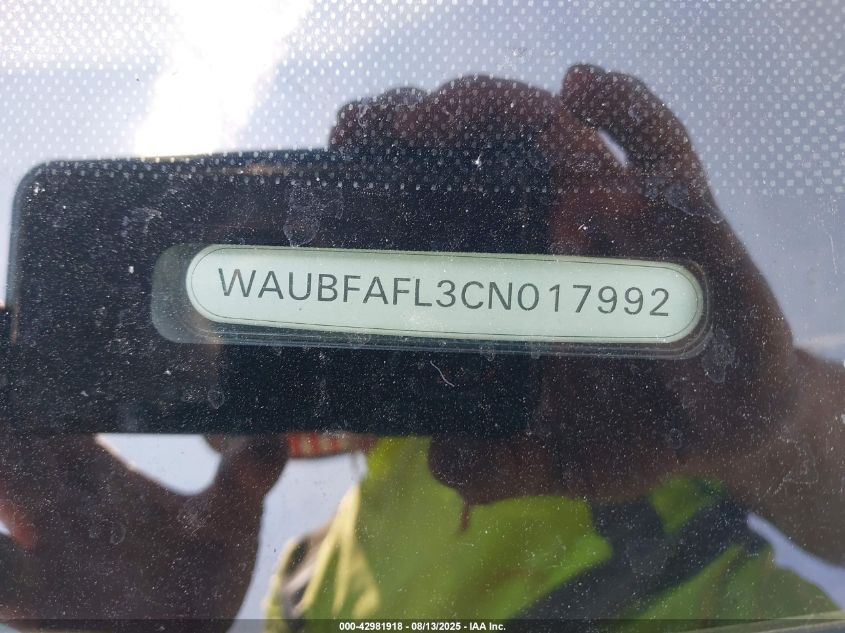 WAUBFAFL3CN017992
000-42981918 - 08/13/2025 - IAA Inc.